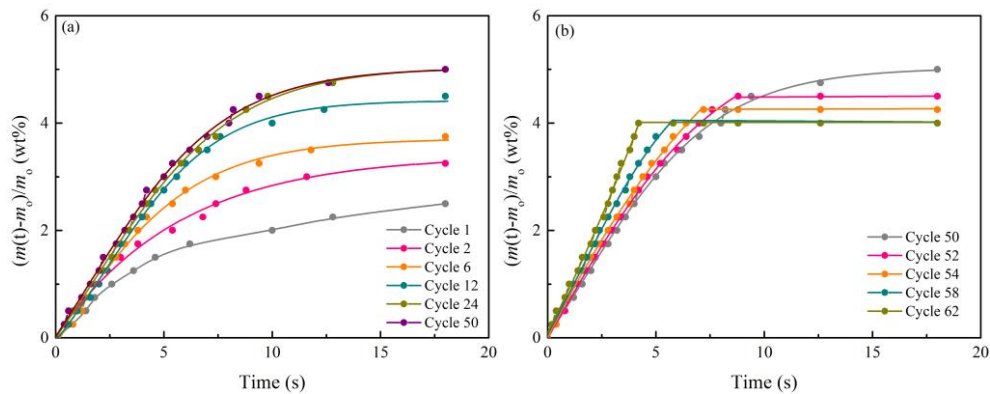 (a)
(m(t)-mₒ)/mₒ (wt%)
6
4
2
0
0 5 10 15 20
Time (s)
Cycle 1
Cycle 2
Cycle 6
Cycle 12
Cycle 24
Cycle 50
(b)
(m(t)-mₒ)/mₒ (wt%)
6
4
2
0
0 5 10 15 20
Time (s)
Cycle 50
Cycle 52
Cycle 54
Cycle 58
Cycle 62